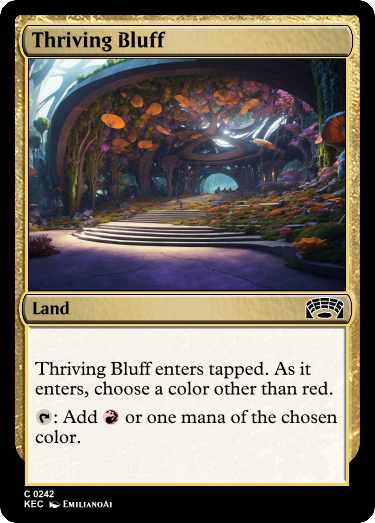 Thriving Bluff
Land
Thriving Bluff enters tapped. As it
enters, choose a color other than red.
: Add or one mana of the chosen
color.
C 0242
KEC EmilianoAi